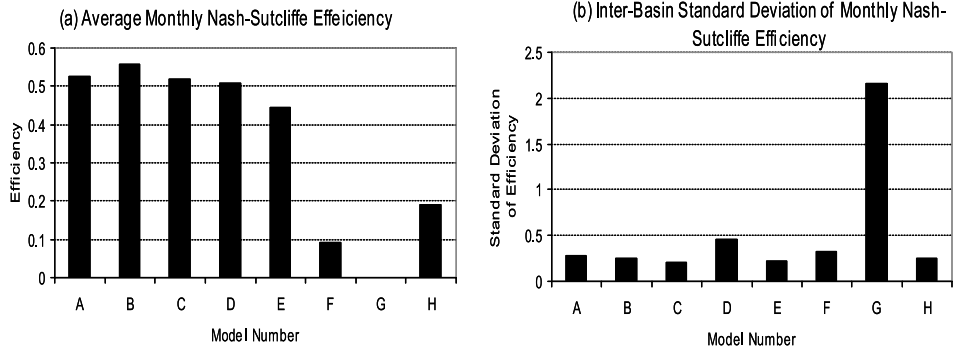 (a) Average Monthly Nash-Sutcliffe Effeiciency
0.6
0.5
0.4
0.3
0.2
0.1
0
Efficiency
A B C D E F G H
Model Number
(b) Inter-Basin Standard Deviation of Monthly Nash-
Sutcliffe Efficiency
2.5
2
1.5
1
0.5
0
Standard Deviation
of Efficiency
A B C D E F G H
Model Number